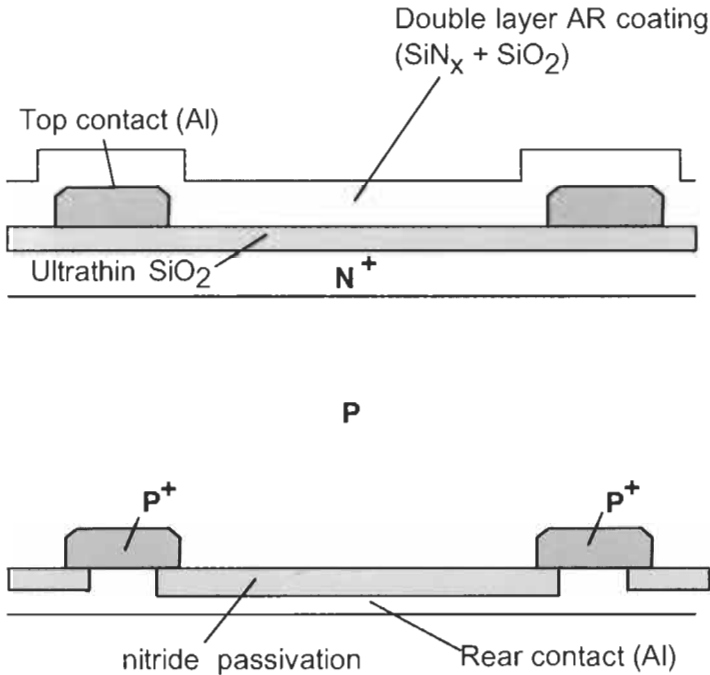 Double layer AR coating
(SiNx + SiO2)
Top contact (Al)
Ultrathin SiO2
N+
P
P+
P+
nitride passivation
Rear contact (Al)